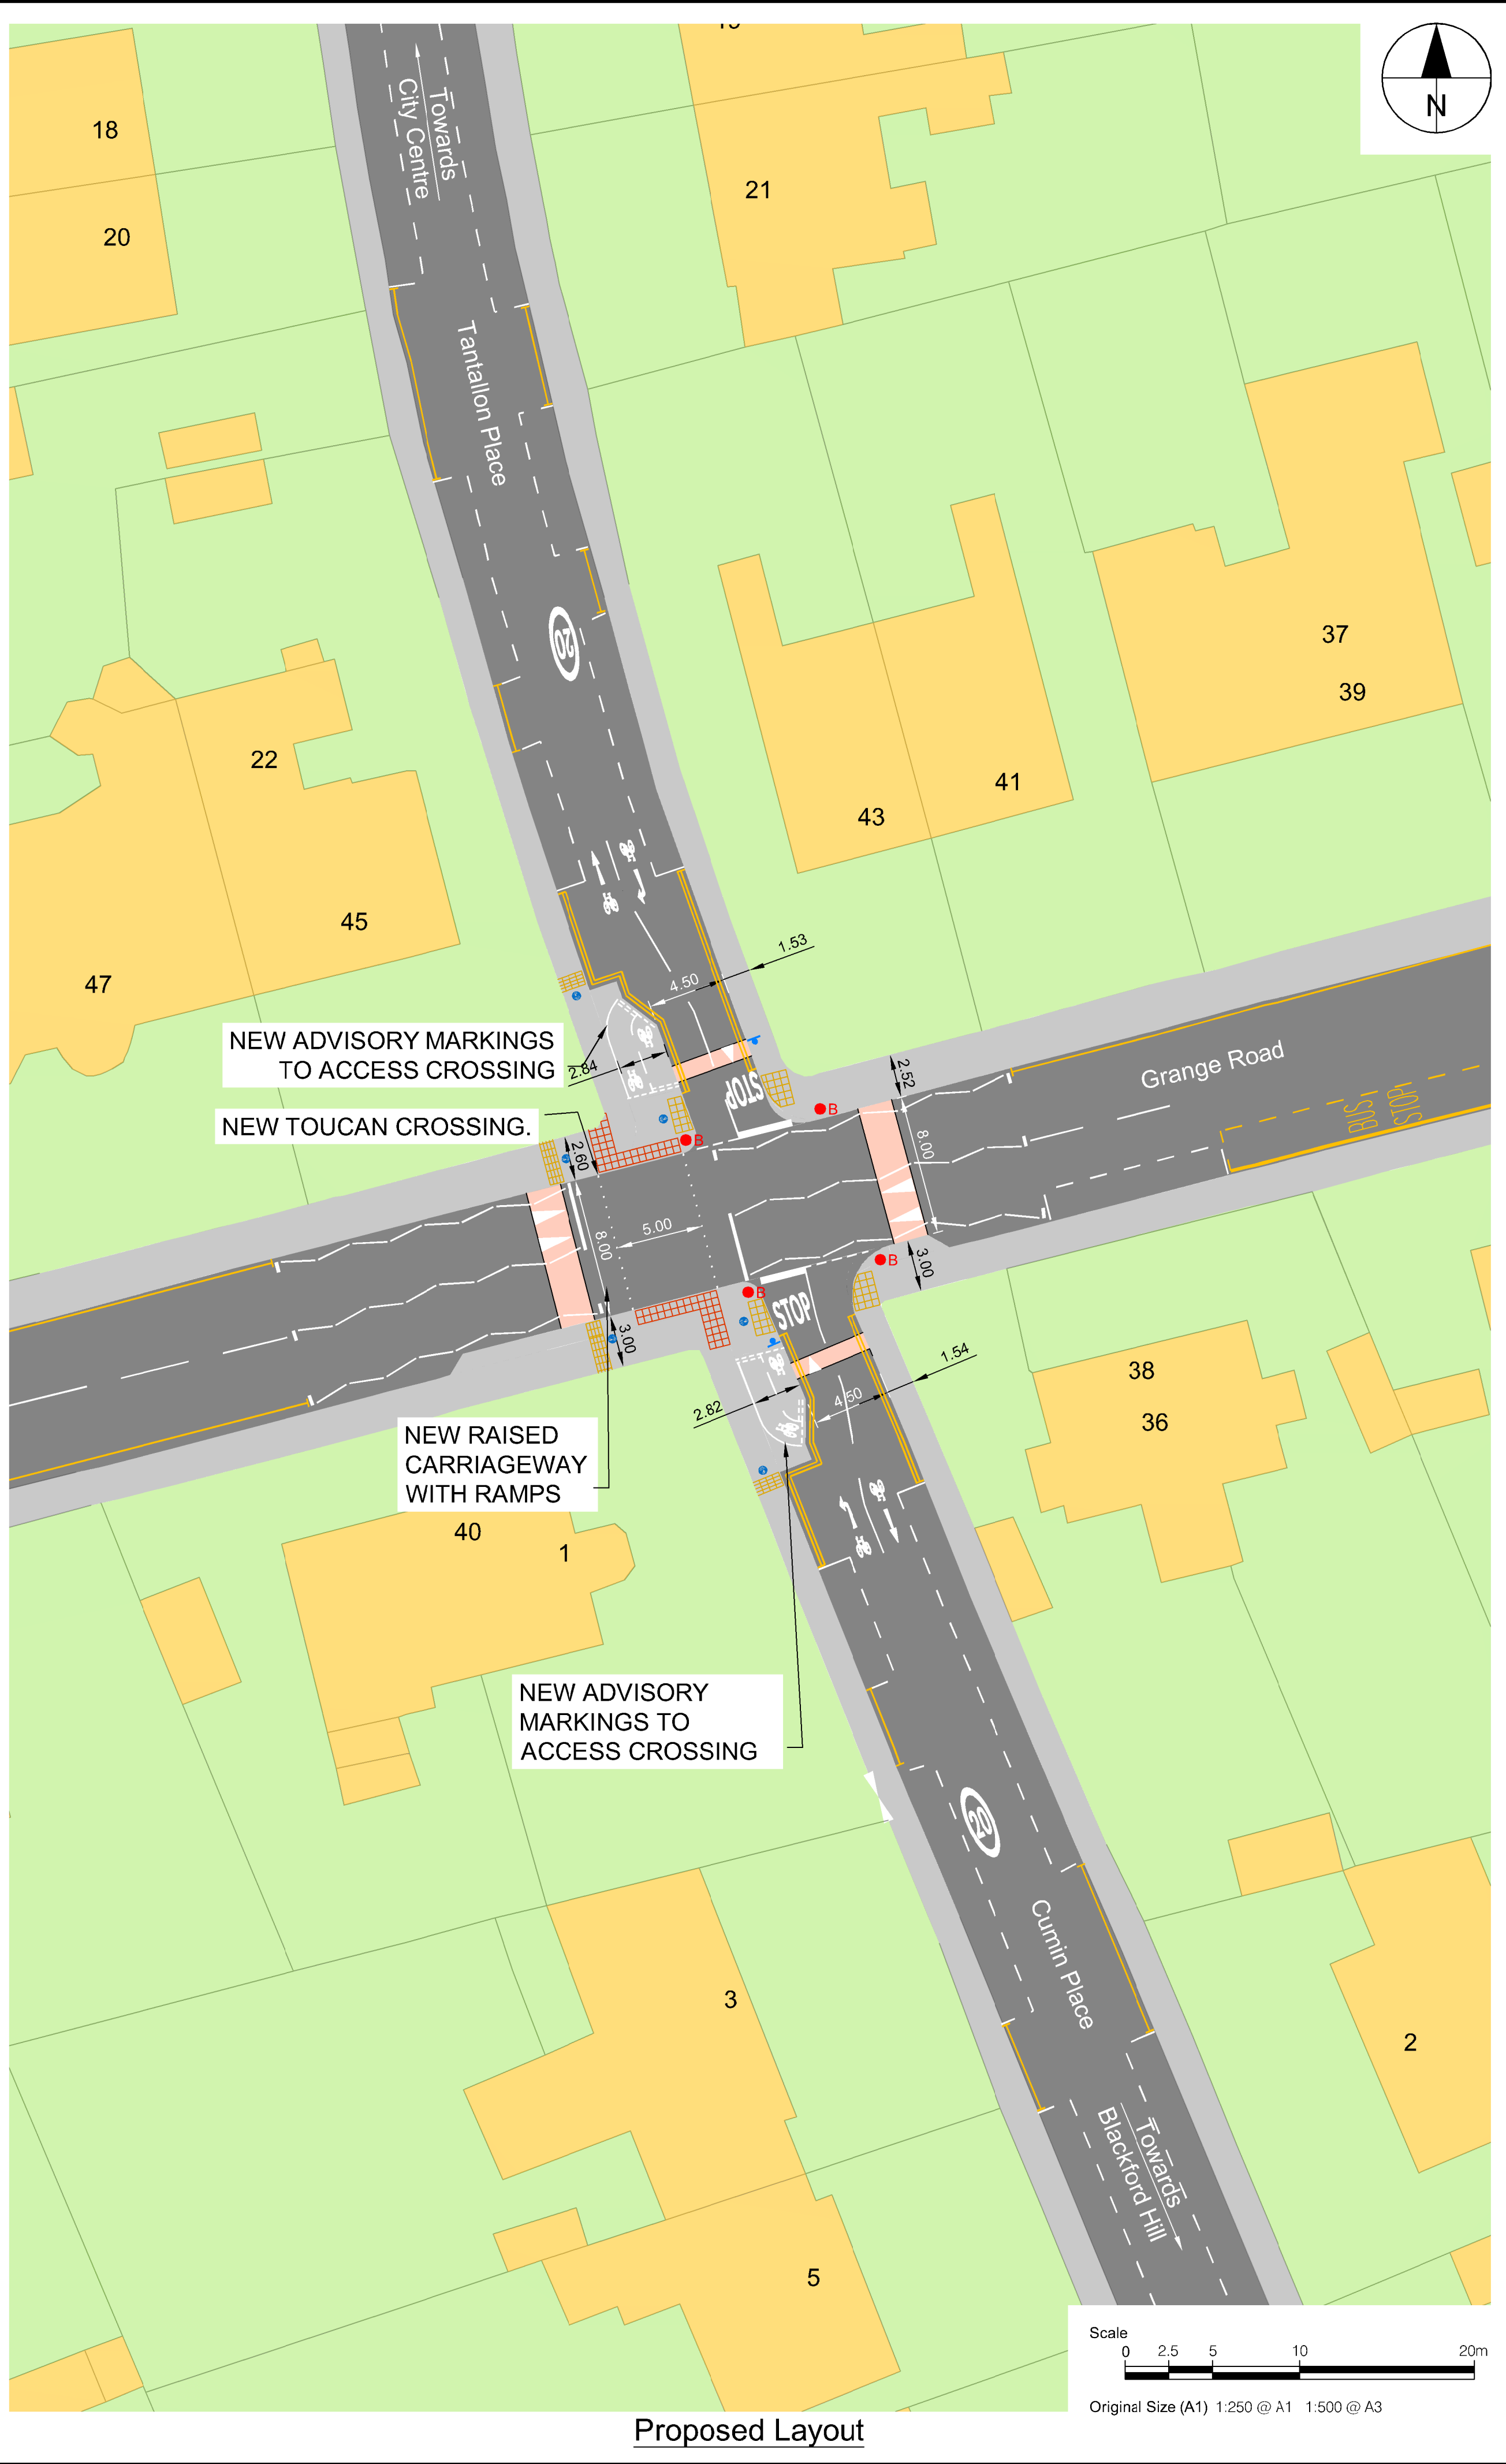 19
N
Towards
City Centre
18
21
20
Tantallon Place
20
37
39
22
41
43
45
47
1.53
4.50
NEW ADVISORY MARKINGS
TO ACCESS CROSSING
2.84
STOP
2.52
Grange Road
BUS
STOP
B
NEW TOUCAN CROSSING.
B
2.60
8.00
5.00
8.00
B
3.00
B
STOP
3.00
1.54
38
36
2.82
4.50
NEW RAISED
CARRIAGEWAY
WITH RAMPS
40
1
NEW ADVISORY
MARKINGS TO
ACCESS CROSSING
20
Cumin Place
3
2
Towards
Blackford Hill
5
Scale
0 2.5 5 10 20m
Original Size (A1) 1:250 @ A1 1:500 @ A3
Proposed Layout